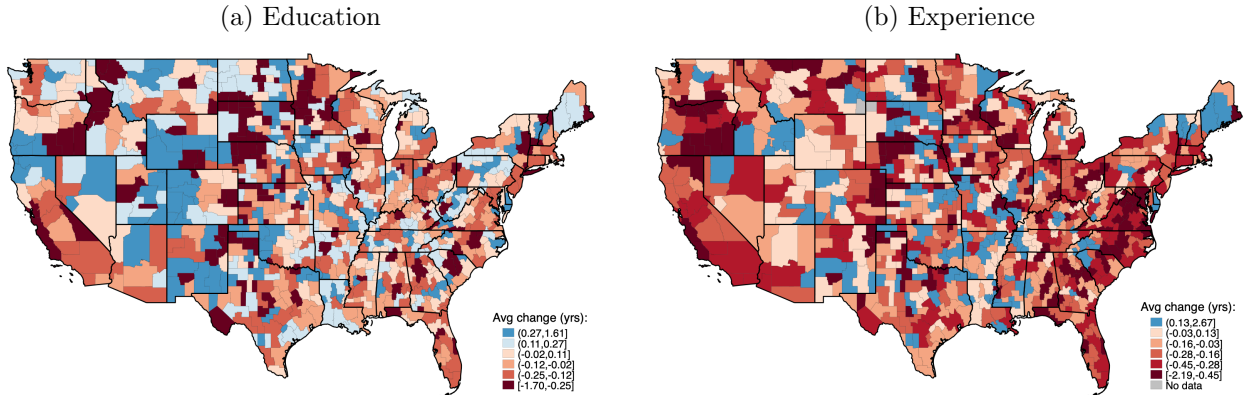 (a) Education
(b) Experience
Avg change (yrs):
(0.27,1.61]
(0.11,0.27]
(-0.02,0.11]
(-0.12,-0.02]
(-0.25,-0.12]
[-1.70,-0.25]
Avg change (yrs):
(0.13,2.67]
(-0.03,0.13]
(-0.16,-0.03]
(-0.28,-0.16]
(-0.45,-0.28]
[-2.19,-0.45]
No data